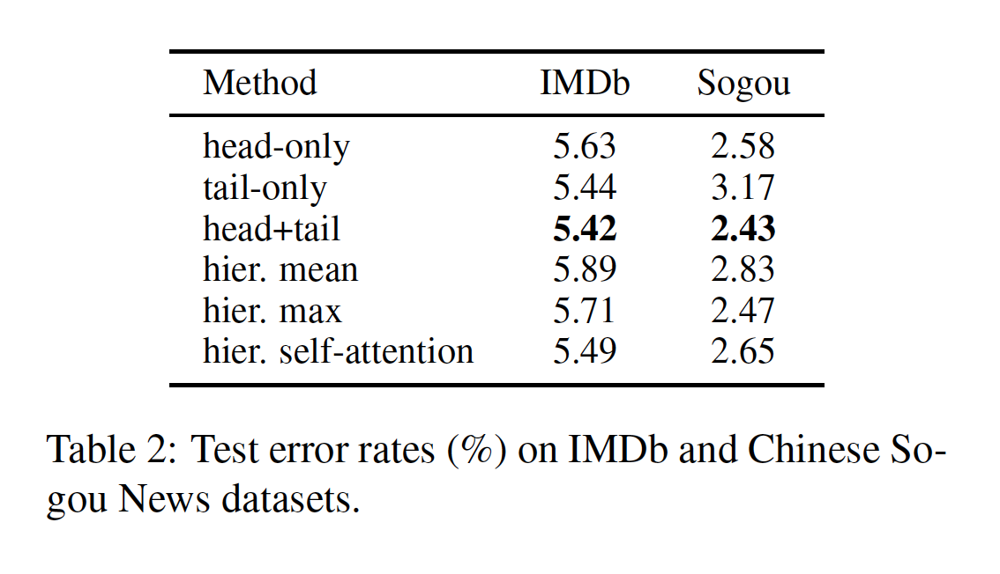 Method IMDb Sogou
head-only 5.63 2.58
tail-only 5.44 3.17
head+tail 5.42 2.43
hier. mean 5.89 2.83
hier. max 5.71 2.47
hier. self-attention 5.49 2.65
Table 2: Test error rates (%) on IMDb and Chinese So-
gou News datasets.